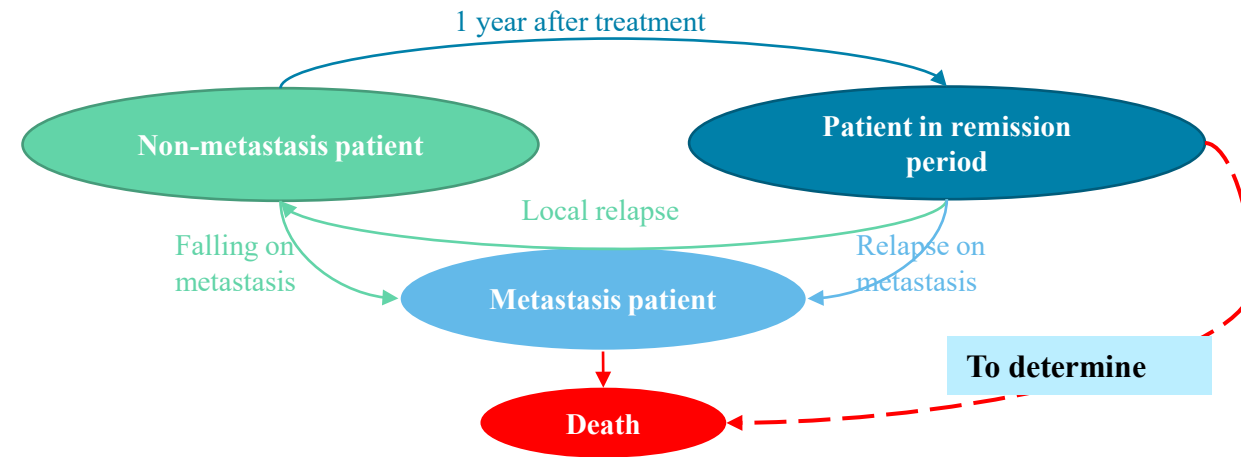 1 year after treatment
Non-metastasis patient
Patient in remission
period
Local relapse
Falling on
metastasis
Relapse on
metastasis
Metastasis patient
To determine
Death